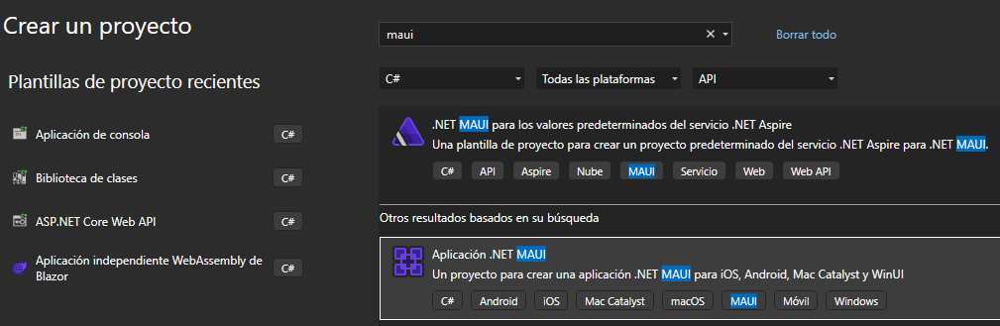 Crear un proyecto
maui
Borrar todo
Plantillas de proyecto recientes
C#
Todas las plataformas
API
Aplicación de consola
C#
Biblioteca de clases
C#
ASP.NET Core Web API
C#
Aplicación independiente WebAssembly de
Blazor
C#
.NET MAUI para los valores predeterminados del servicio .NET Aspire
Una plantilla de proyecto para crear un proyecto predeterminado del servicio .NET Aspire para .NET MAUI.
C# API Aspire Nube MAUI Servicio Web Web API
Otros resultados basados en su búsqueda
Aplicación .NET MAUI
Un proyecto para crear una aplicación .NET MAUI para iOS, Android, Mac Catalyst y WinUI
C# Android iOS Mac Catalyst macOS MAUI Móvil Windows